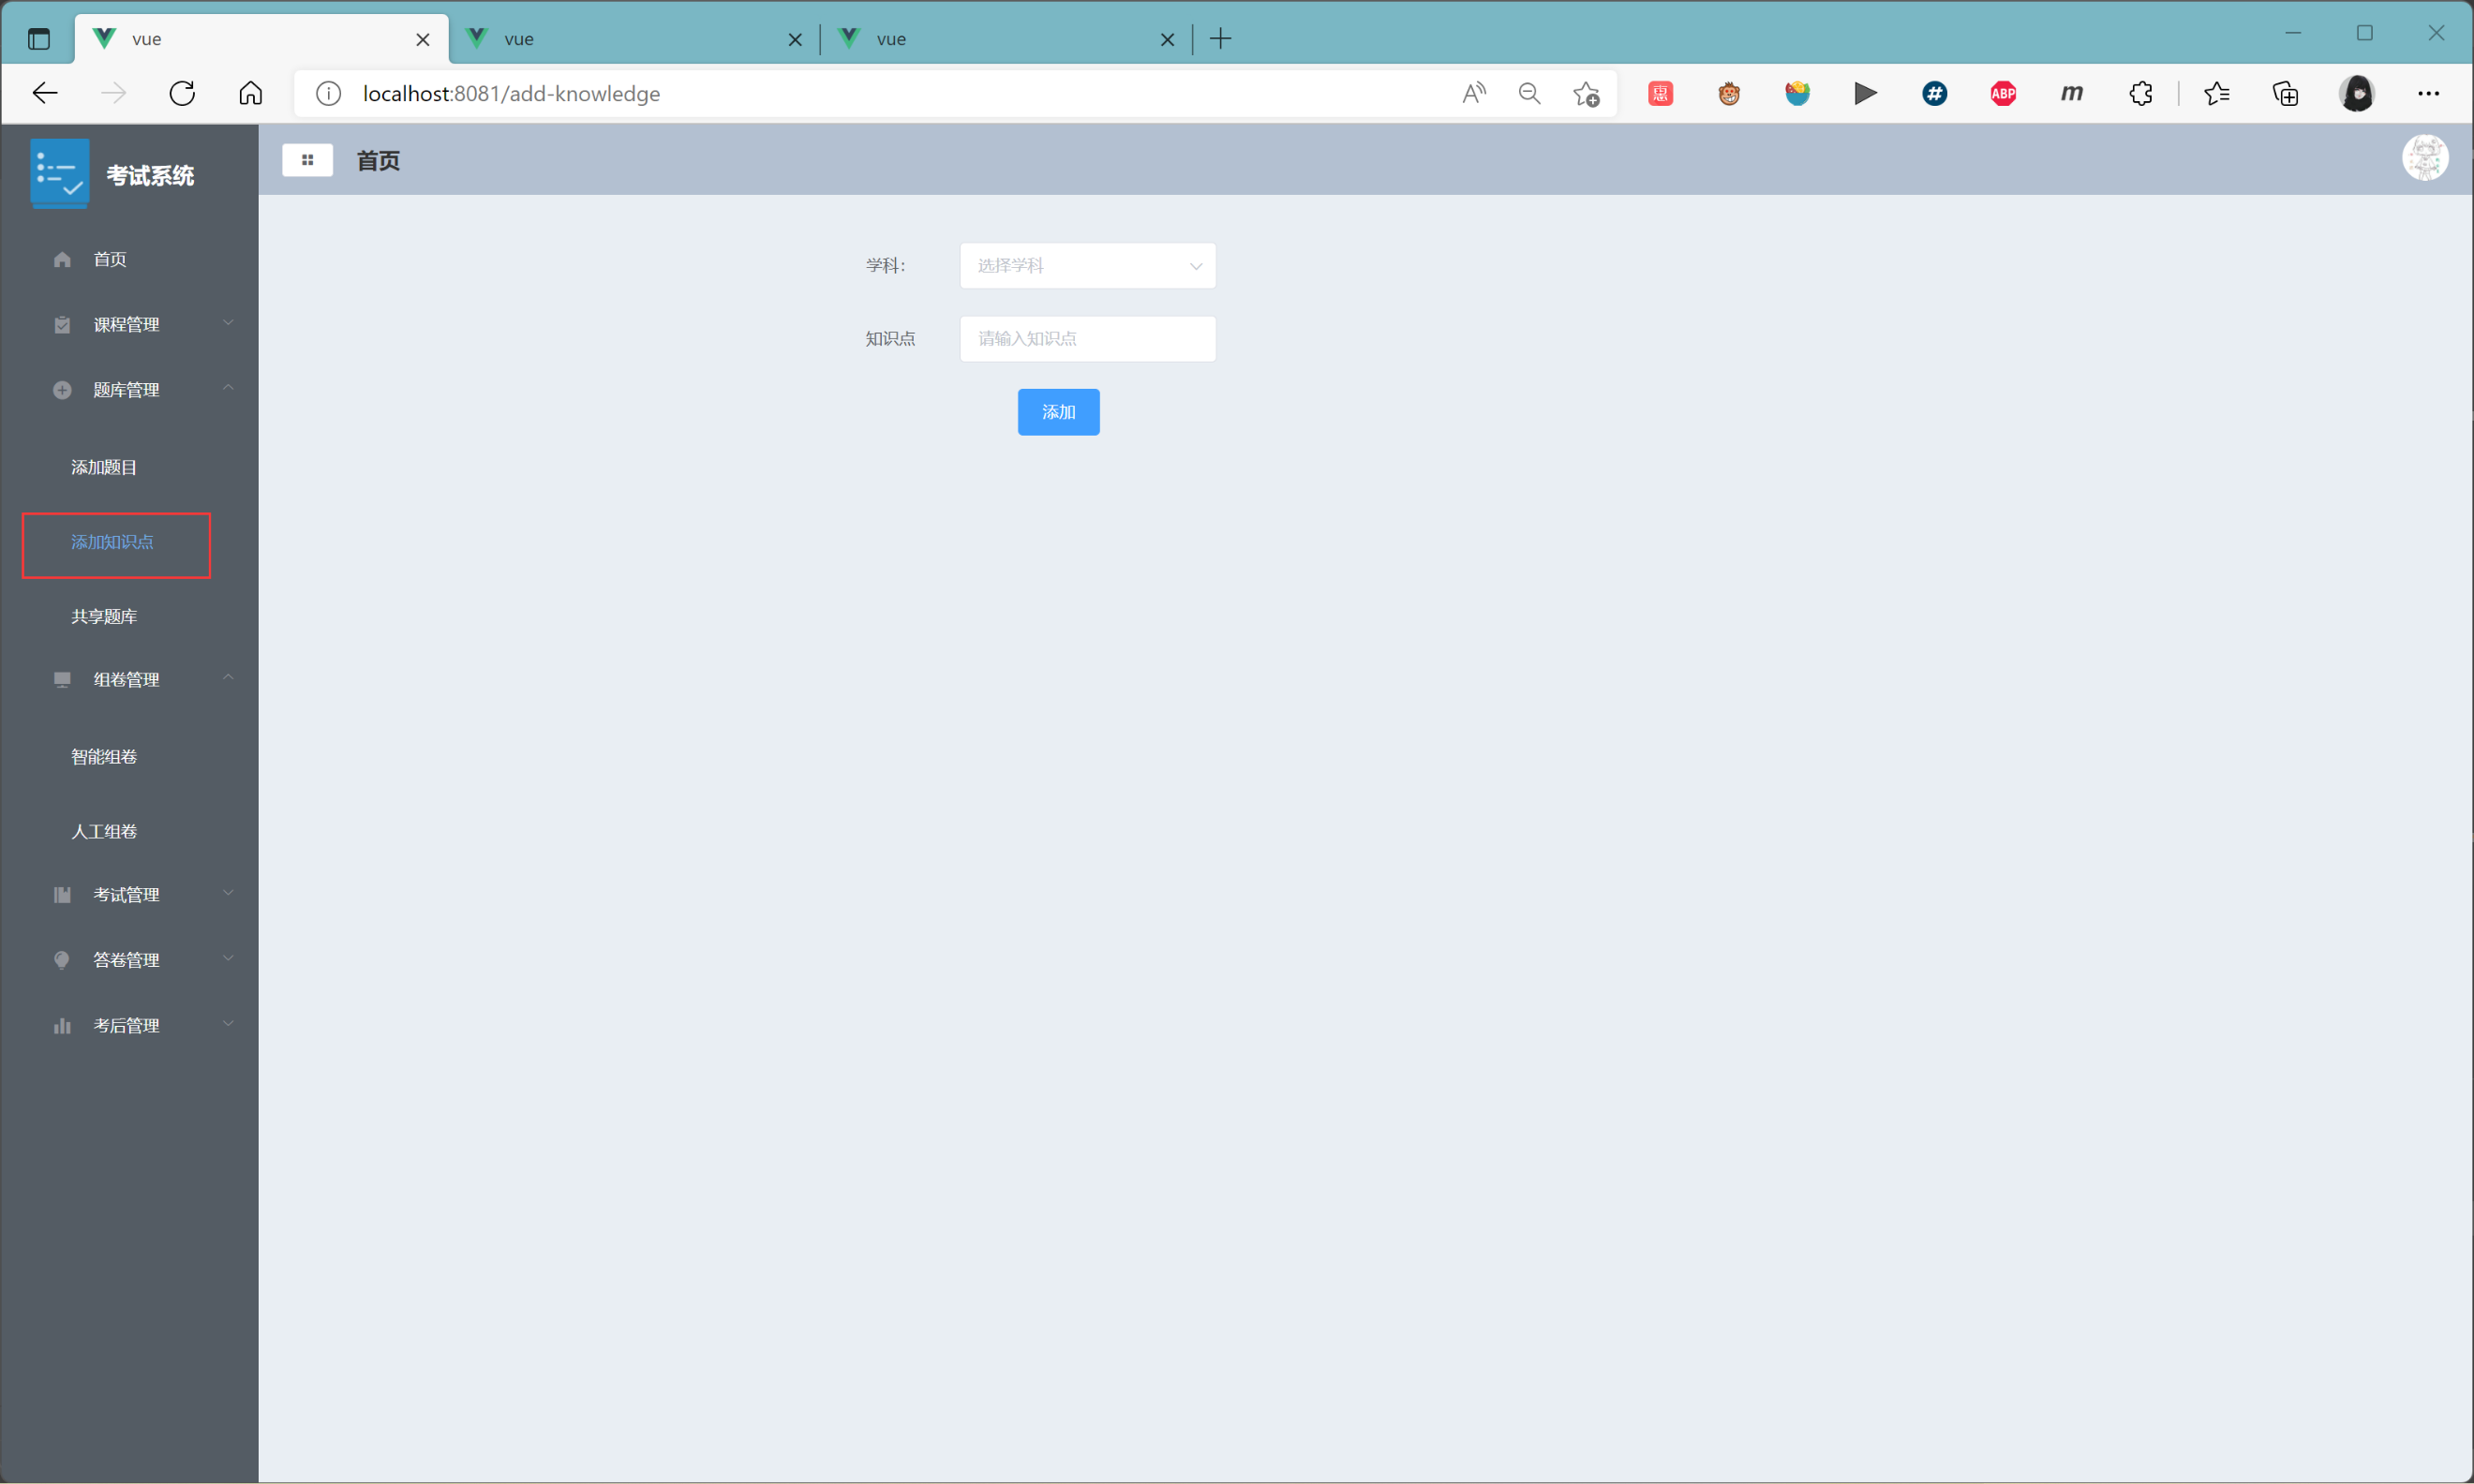 vue
vue
vue
localhost:8081/add-knowledge
惠
ABP
m
考试系统
首页
首页
课程管理
题库管理
添加题目
添加知识点
共享题库
组卷管理
智能组卷
人工组卷
考试管理
答卷管理
考后管理
学科：
选择学科
知识点
请输入知识点
添加